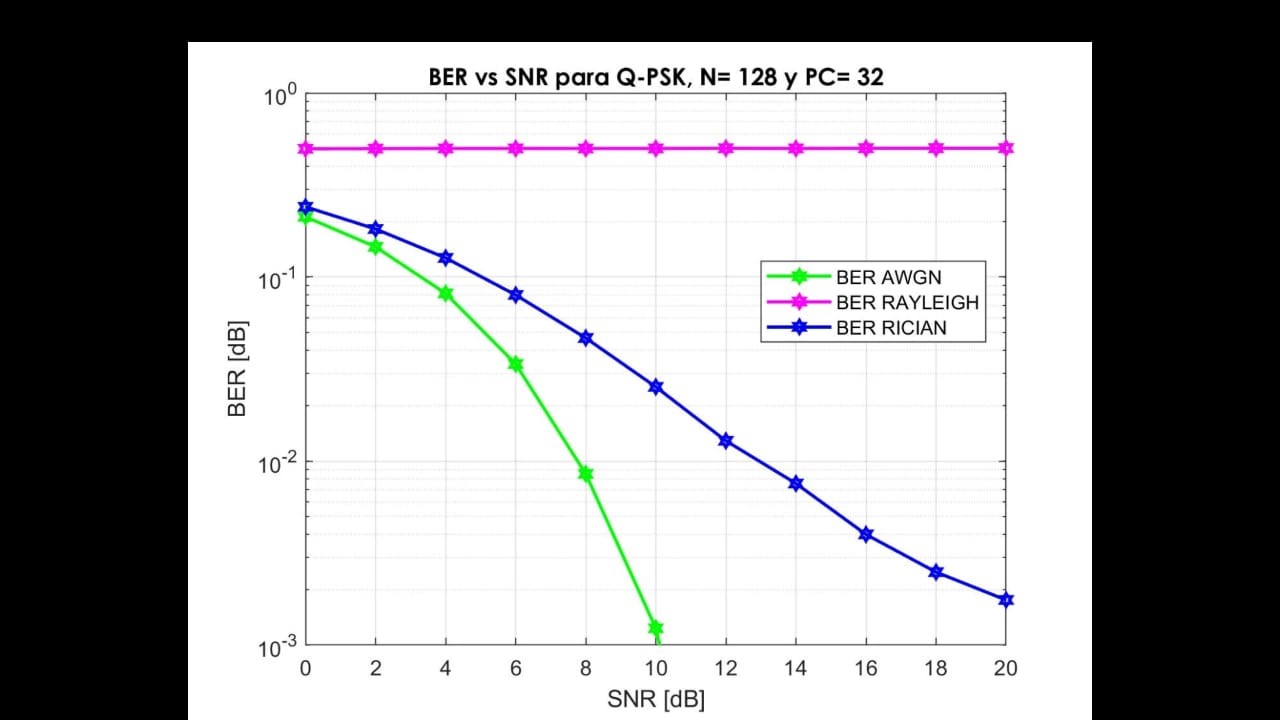 BER vs SNR para Q-PSK, N= 128 y PC= 32
10^0
10^-1
10^-2
10^-3
BER [dB]
BER AWGN
BER RAYLEIGH
BER RICIAN
0 2 4 6 8 10 12 14 16 18 20
SNR [dB]